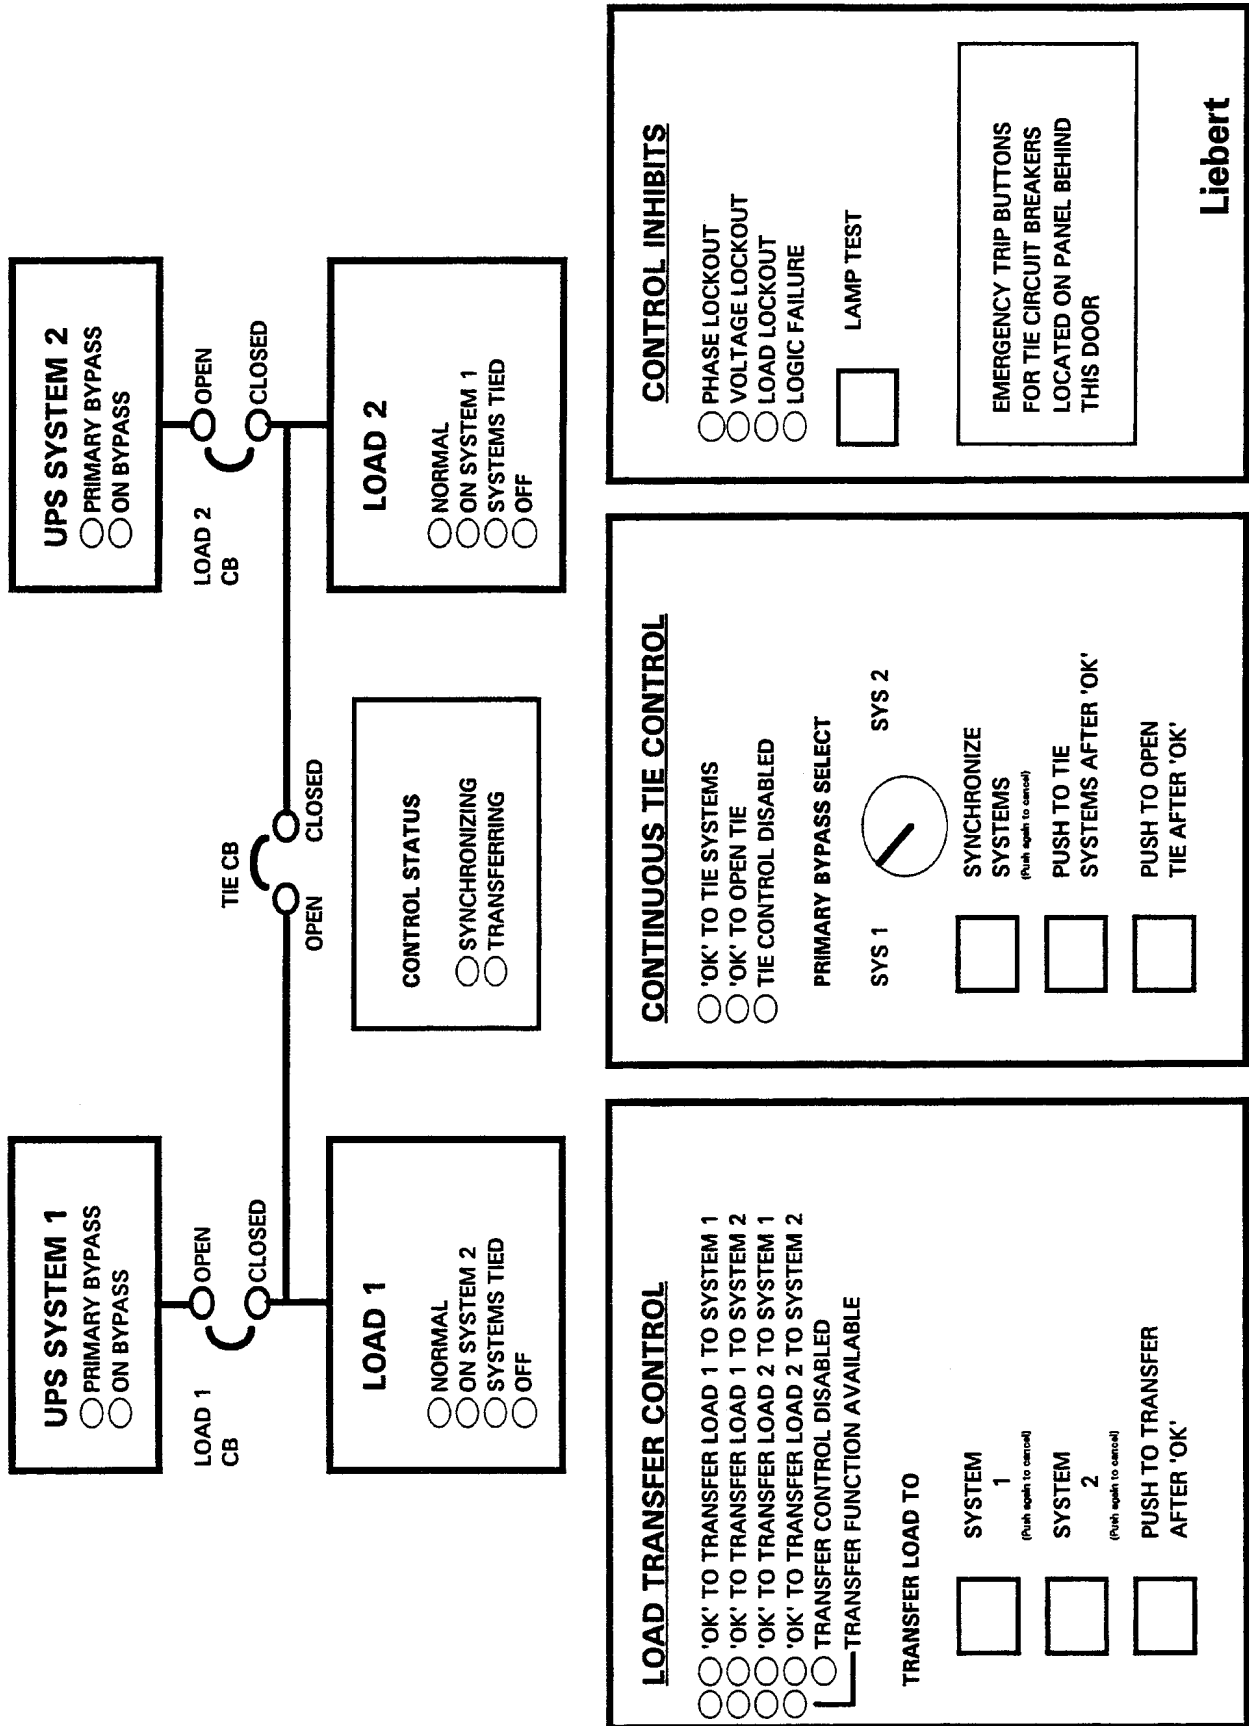 UPS SYSTEM 1
PRIMARY BYPASS
ON BYPASS
LOAD 1
CB
OPEN
CLOSED
LOAD 1
NORMAL
ON SYSTEM 2
SYSTEMS TIED
OFF
TIE CB
OPEN
CLOSED
CONTROL STATUS
SYNCHRONIZING
TRANSFERRING
UPS SYSTEM 2
PRIMARY BYPASS
ON BYPASS
LOAD 2
CB
OPEN
CLOSED
LOAD 2
NORMAL
ON SYSTEM 1
SYSTEMS TIED
OFF
LOAD TRANSFER CONTROL
'OK' TO TRANSFER LOAD 1 TO SYSTEM 1
'OK' TO TRANSFER LOAD 1 TO SYSTEM 2
'OK' TO TRANSFER LOAD 2 TO SYSTEM 1
'OK' TO TRANSFER LOAD 2 TO SYSTEM 2
TRANSFER CONTROL DISABLED
TRANSFER FUNCTION AVAILABLE
TRANSFER LOAD TO
SYSTEM
1
(Push again to cancel)
SYSTEM
2
(Push again to cancel)
PUSH TO TRANSFER
AFTER 'OK'
CONTINUOUS TIE CONTROL
'OK' TO TIE SYSTEMS
'OK' TO OPEN TIE
TIE CONTROL DISABLED
PRIMARY BYPASS SELECT
SYS 1
SYS 2
SYNCHRONIZE
SYSTEMS
(Push again to cancel)
PUSH TO TIE
SYSTEMS AFTER 'OK'
PUSH TO OPEN
TIE AFTER 'OK'
CONTROL INHIBITS
PHASE LOCKOUT
VOLTAGE LOCKOUT
LOAD LOCKOUT
LOGIC FAILURE
LAMP TEST
EMERGENCY TRIP BUTTONS
FOR TIE CIRCUIT BREAKERS
LOCATED ON PANEL BEHIND
THIS DOOR
Liebert